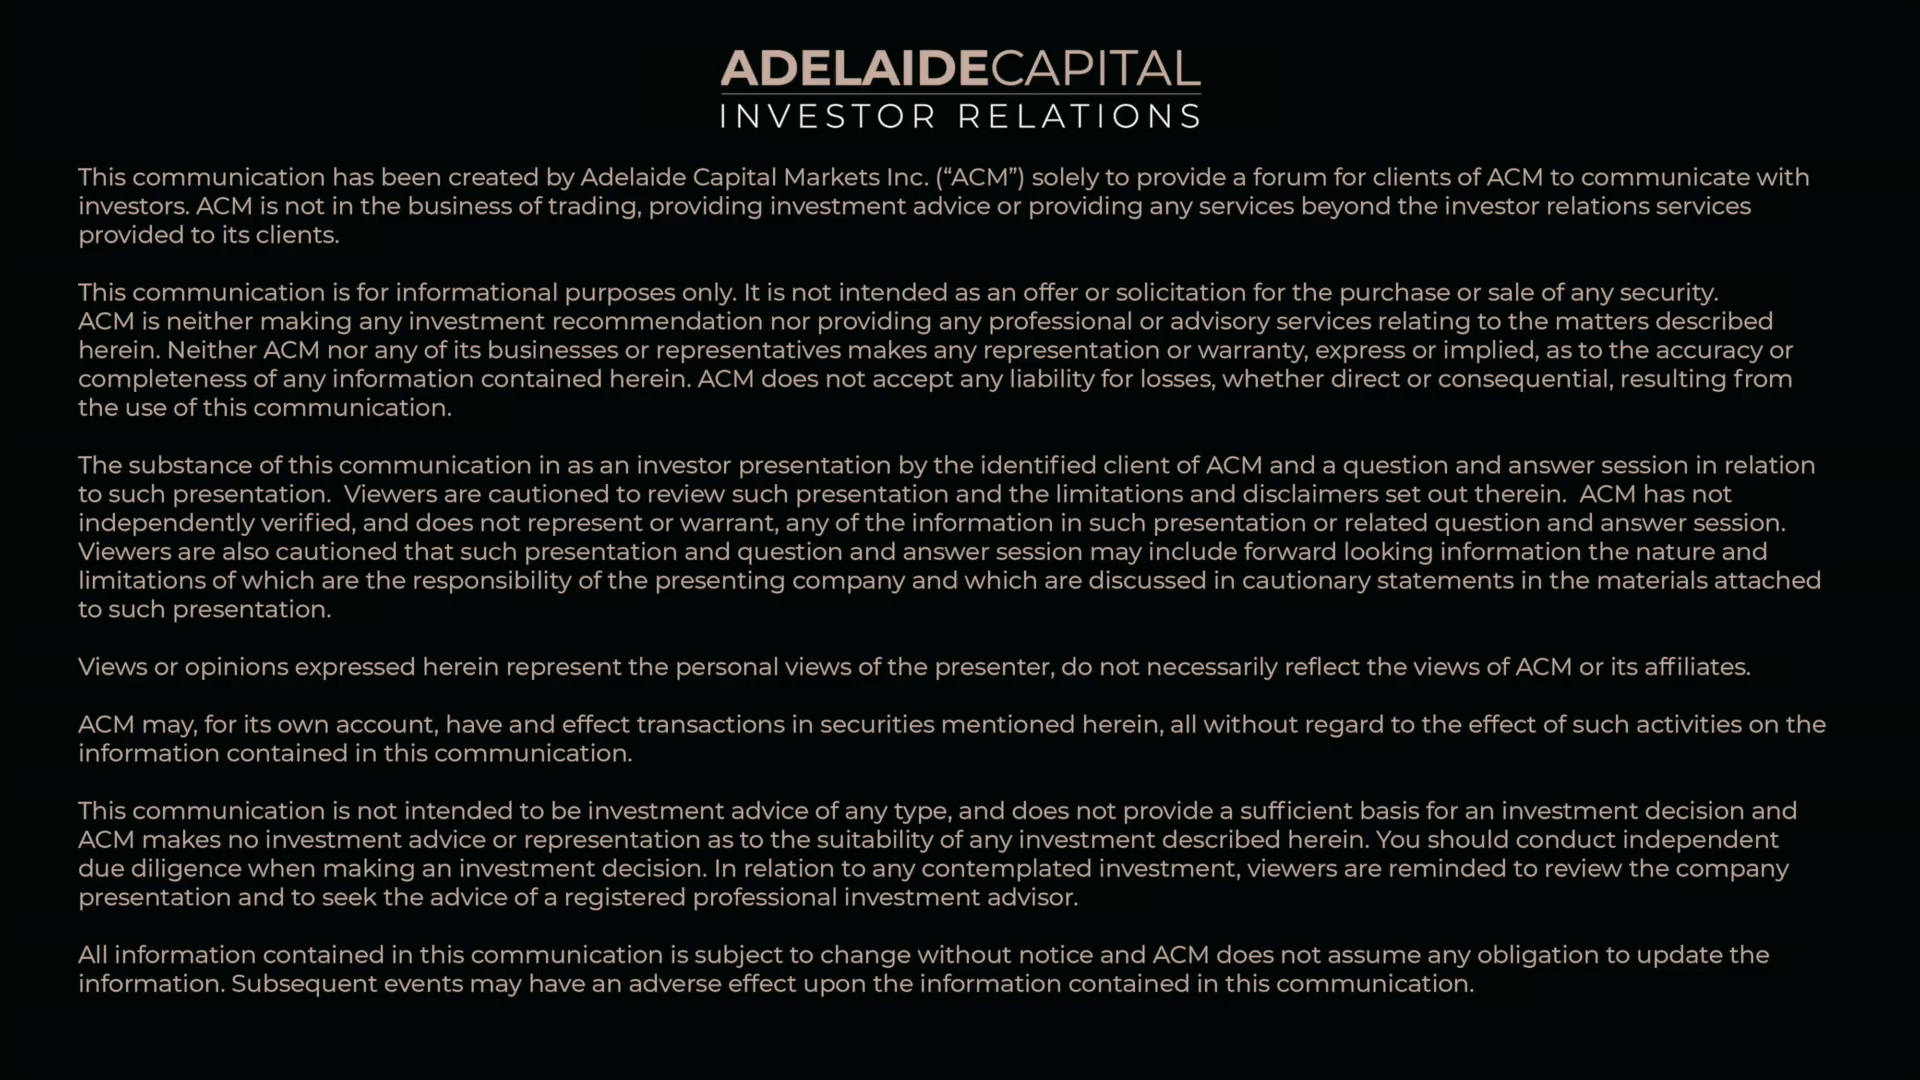 ADELAIDECAPITAL
INVESTOR RELATIONS
This communication has been created by Adelaide Capital Markets Inc. (“ACM”) solely to provide a forum for clients of ACM to communicate with
investors. ACM is not in the business of trading, providing investment advice or providing any services beyond the investor relations services
provided to its clients.
This communication is for informational purposes only. It is not intended as an offer or solicitation for the purchase or sale of any security.
ACM is neither making any investment recommendation nor providing any professional or advisory services relating to the matters described
herein. Neither ACM nor any of its businesses or representatives makes any representation or warranty, express or implied, as to the accuracy or
completeness of any information contained herein. ACM does not accept any liability for losses, whether direct or consequential, resulting from
the use of this communication.
The substance of this communication in as an investor presentation by the identified client of ACM and a question and answer session in relation
to such presentation.  Viewers are cautioned to review such presentation and the limitations and disclaimers set out therein.  ACM has not
independently verified, and does not represent or warrant, any of the information in such presentation or related question and answer session.
Viewers are also cautioned that such presentation and question and answer session may include forward looking information the nature and
limitations of which are the responsibility of the presenting company and which are discussed in cautionary statements in the materials attached
to such presentation.
Views or opinions expressed herein represent the personal views of the presenter, do not necessarily reflect the views of ACM or its affiliates.
ACM may, for its own account, have and effect transactions in securities mentioned herein, all without regard to the effect of such activities on the
information contained in this communication.
This communication is not intended to be investment advice of any type, and does not provide a sufficient basis for an investment decision and
ACM makes no investment advice or representation as to the suitability of any investment described herein. You should conduct independent
due diligence when making an investment decision. In relation to any contemplated investment, viewers are reminded to review the company
presentation and to seek the advice of a registered professional investment advisor.
All information contained in this communication is subject to change without notice and ACM does not assume any obligation to update the
information. Subsequent events may have an adverse effect upon the information contained in this communication.